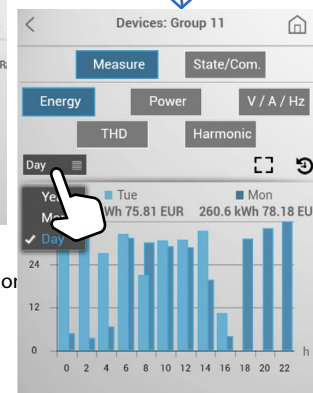 Devices: Group 11
Measure State/Com.
Energy Power V / A / Hz
THD Harmonic
Day
Tue Mon
Wh 75.81 EUR 260.6 kWh 78.18 EU
Day
24
12
0
h
0 2 4 6 8 10 12 14 16 18 20 22